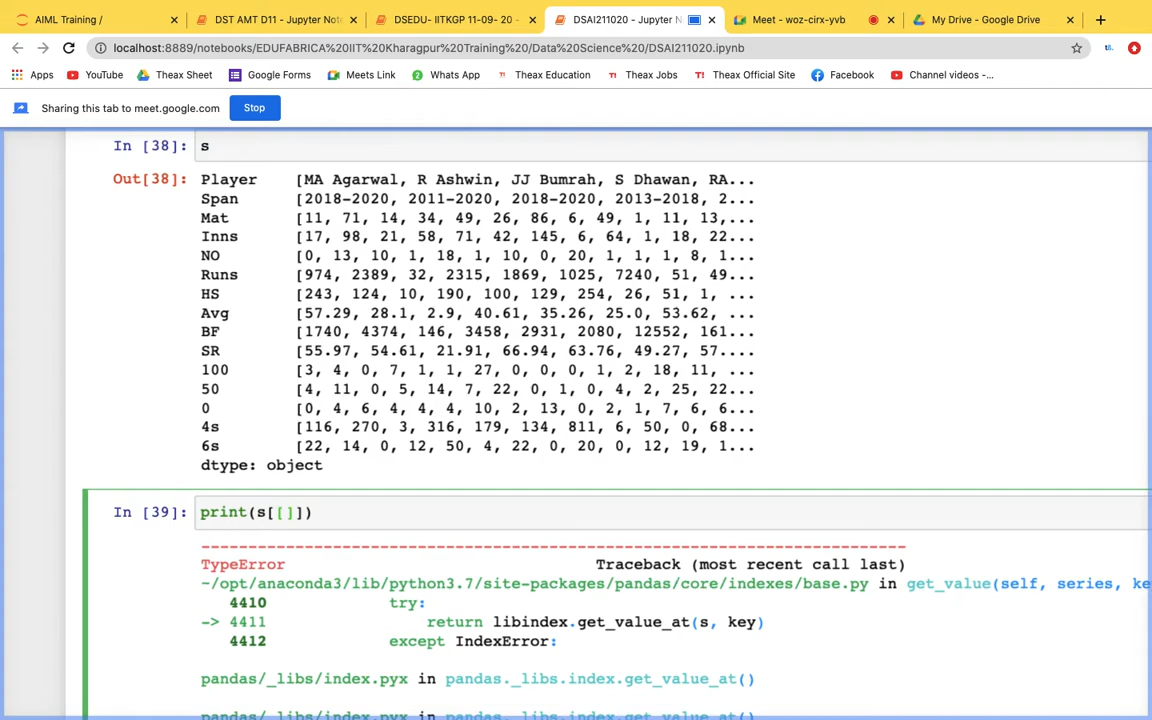 AIML Training /
DST AMT D11 - Jupyter Note
DSEDU- IITKGP 11-09- 20 -
DSAI211020 - Jupyter N
Meet - woz-cirx-yvb
My Drive - Google Drive
localhost:8889/notebooks/EDUFABRICA%20IIT%20Kharagpur%20Training%20/Data%20Science%20/DSAI211020.ipynb
Apps YouTube Theax Sheet Google Forms Meets Link Whats App Theax Education Theax Jobs Theax Official Site Facebook Channel videos -...
Sharing this tab to meet.google.com Stop
In [38]: s
Out[38]: Player [MA Agarwal, R Ashwin, JJ Bumrah, S Dhawan, RA...
Span [2018-2020, 2011-2020, 2018-2020, 2013-2018, 2...
Mat [11, 71, 14, 34, 49, 26, 86, 6, 49, 1, 11, 13,...
Inns [17, 98, 21, 58, 71, 42, 145, 6, 64, 1, 18, 22...
NO [0, 13, 10, 1, 18, 1, 10, 0, 20, 1, 1, 1, 8, 1...
Runs [974, 2389, 32, 2315, 1869, 1025, 7240, 51, 49...
HS [243, 124, 10, 190, 100, 129, 254, 26, 51, 1, ...
Avg [57.29, 28.1, 2.9, 40.61, 35.26, 25.0, 53.62, ...
BF [1740, 4374, 146, 3458, 2931, 2080, 12552, 161...
SR [55.97, 54.61, 21.91, 66.94, 63.76, 49.27, 57....
100 [3, 4, 0, 7, 1, 1, 27, 0, 0, 0, 1, 2, 18, 11, ...
50 [4, 11, 0, 5, 14, 7, 22, 0, 1, 0, 4, 2, 25, 22...
0 [0, 4, 6, 4, 4, 4, 10, 2, 13, 0, 2, 1, 7, 6, 6...
4s [116, 270, 3, 316, 179, 134, 811, 6, 50, 0, 68...
6s [22, 14, 0, 12, 50, 4, 22, 0, 20, 0, 12, 19, 1...
dtype: object
In [39]: print(s[[]])
---------------------------------------------------------------------------
TypeError Traceback (most recent call last)
~/opt/anaconda3/lib/python3.7/site-packages/pandas/core/indexes/base.py in get_value(self, series, ke
4410 try:
-> 4411 return libindex.get_value_at(s, key)
4412 except IndexError:
pandas/_libs/index.pyx in pandas._libs.index.get_value_at()
pandas/_libs/index.pyx in pandas._libs.index.get_value_at()